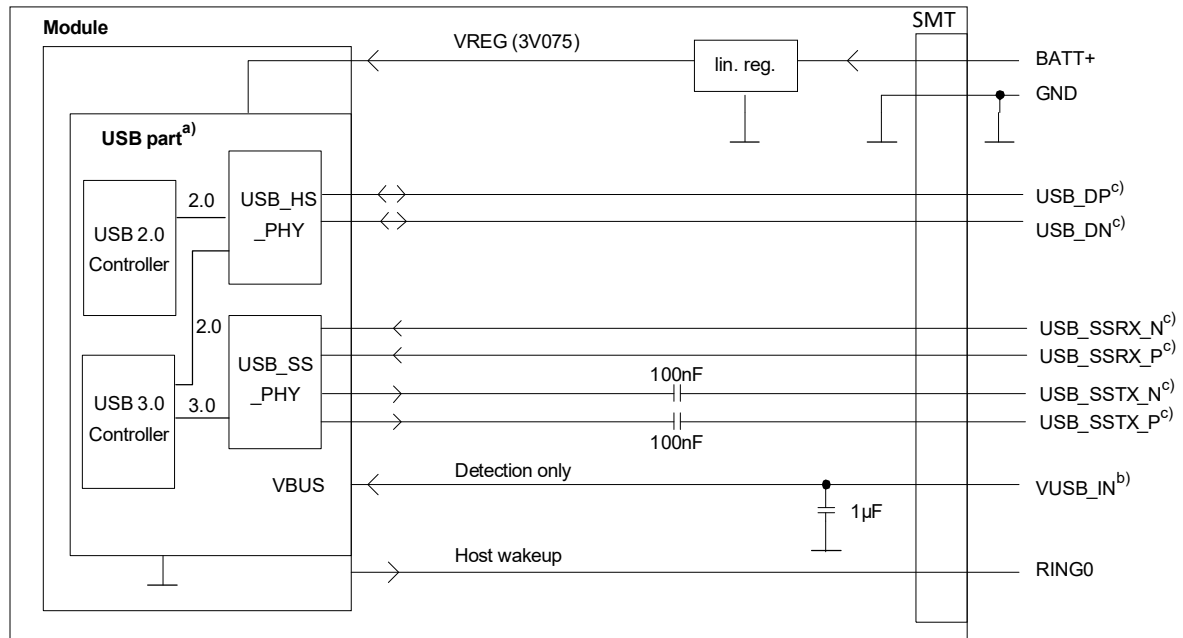 Module
SMT
VREG (3V075)
lin. reg.
BATT+
GND
USB part a)
USB 2.0
Controller
2.0
USB_HS
_PHY
USB_DP c)
USB_DN c)
2.0
USB 3.0
Controller
3.0
USB_SS
_PHY
USB_SSRX_N c)
USB_SSRX_P c)
100nF
USB_SSTX_N c)
USB_SSTX_P c)
100nF
VBUS
Detection only
VUSB_IN b)
1µF
Host wakeup
RING0